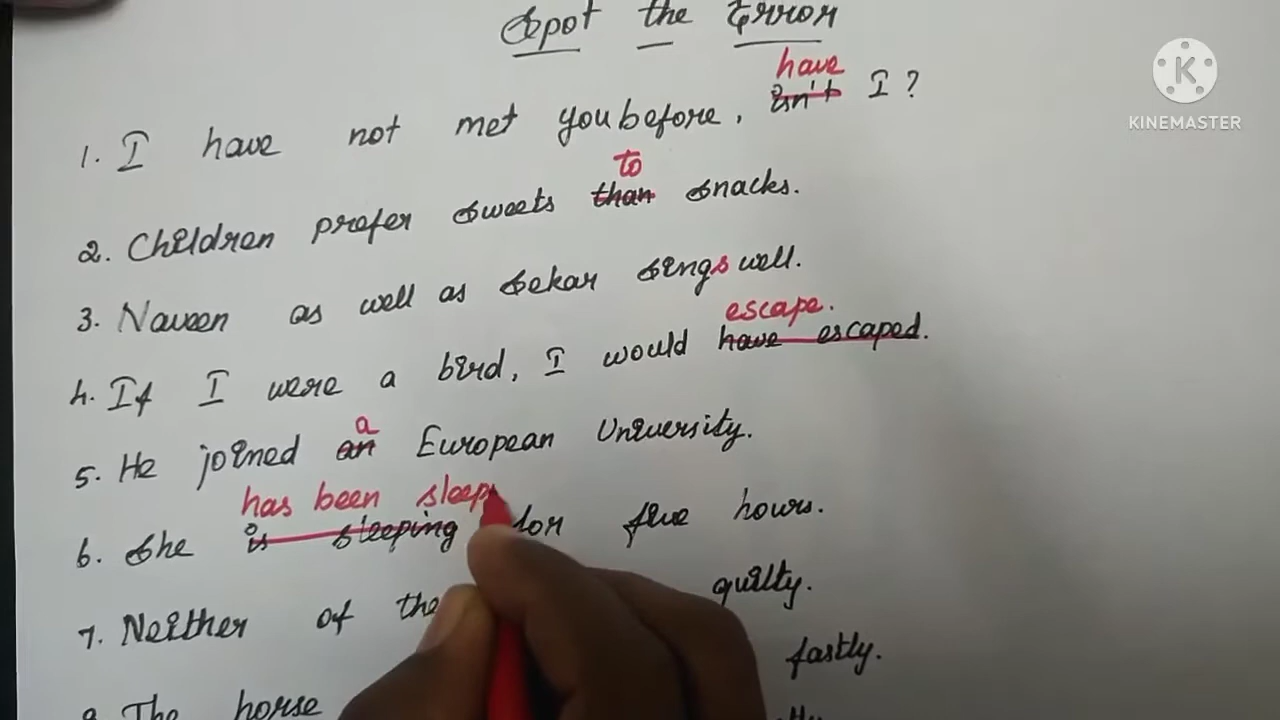 Spot the Error
have
1. I have not met you before, isn't I?
to
2. Children prefer sweets than snacks.
3. Naveen as well as Sekar sings well.
escape.
4. If I were a bird, I would have escaped.
a
5. He joined an European University.
has been sleep
6. She is sleeping for five hours.
7. Neither of the guilty.
8. The horse fastly.
KINEMASTER